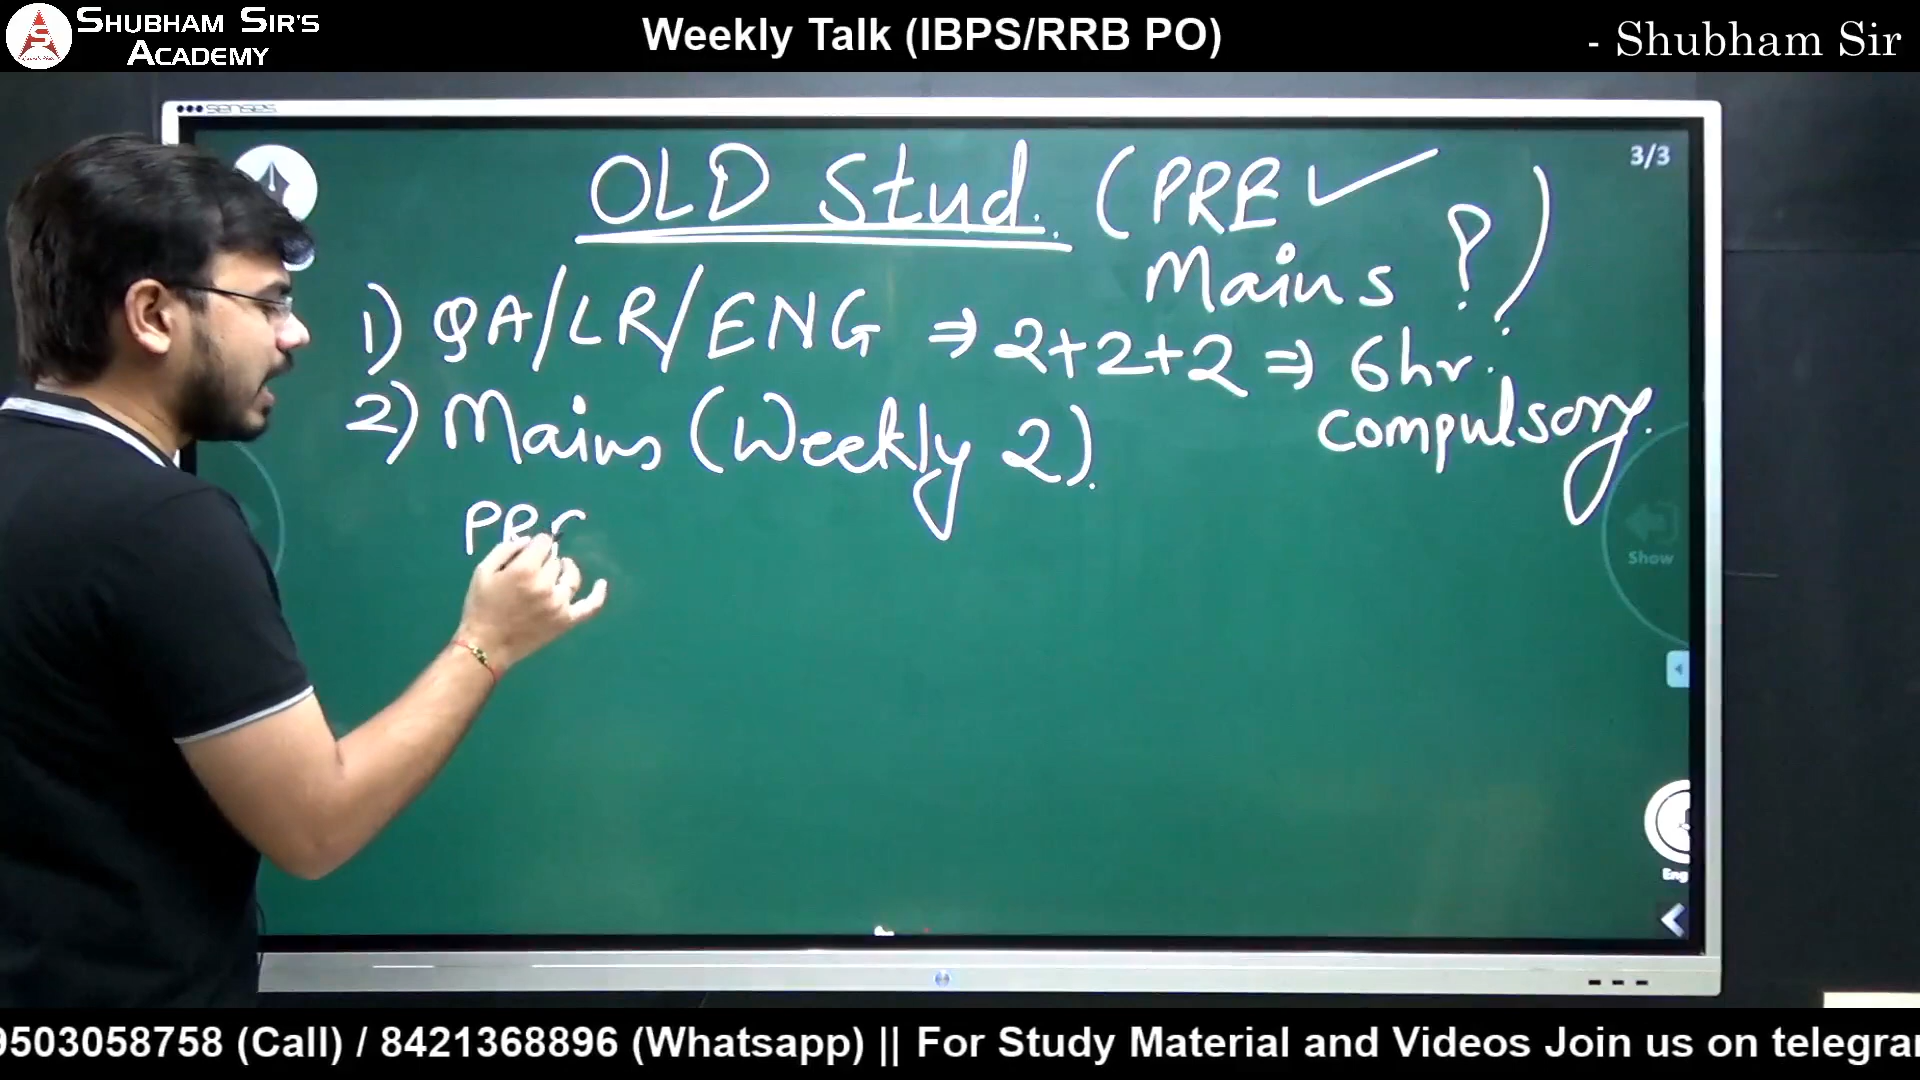 SHUBHAM SIR'S
ACADEMY
Weekly Talk (IBPS/RRB PO)
- Shubham Sir
senses
3/3
OLD Stud. (PRE ✓
Mains ?)
1) QA/LR/ENG ⇒ 2+2+2 ⇒ 6hr.
compulsory.
2) Mains (Weekly 2).
PRE
Show
Eng
9503058758 (Call) / 8421368896 (Whatsapp) || For Study Material and Videos Join us on telegra